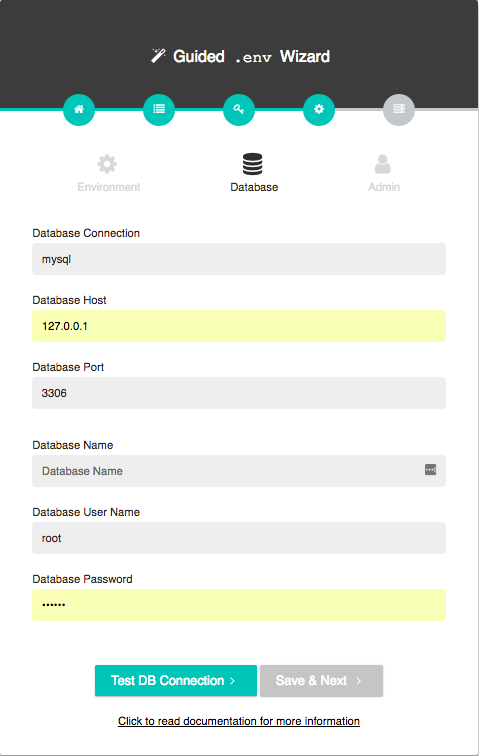 Guided .env Wizard
Environment Database Admin
Database Connection
mysql
Database Host
127.0.0.1
Database Port
3306
Database Name
Database Name
Database User Name
root
Database Password
••••••
Test DB Connection
Save & Next
Click to read documentation for more information